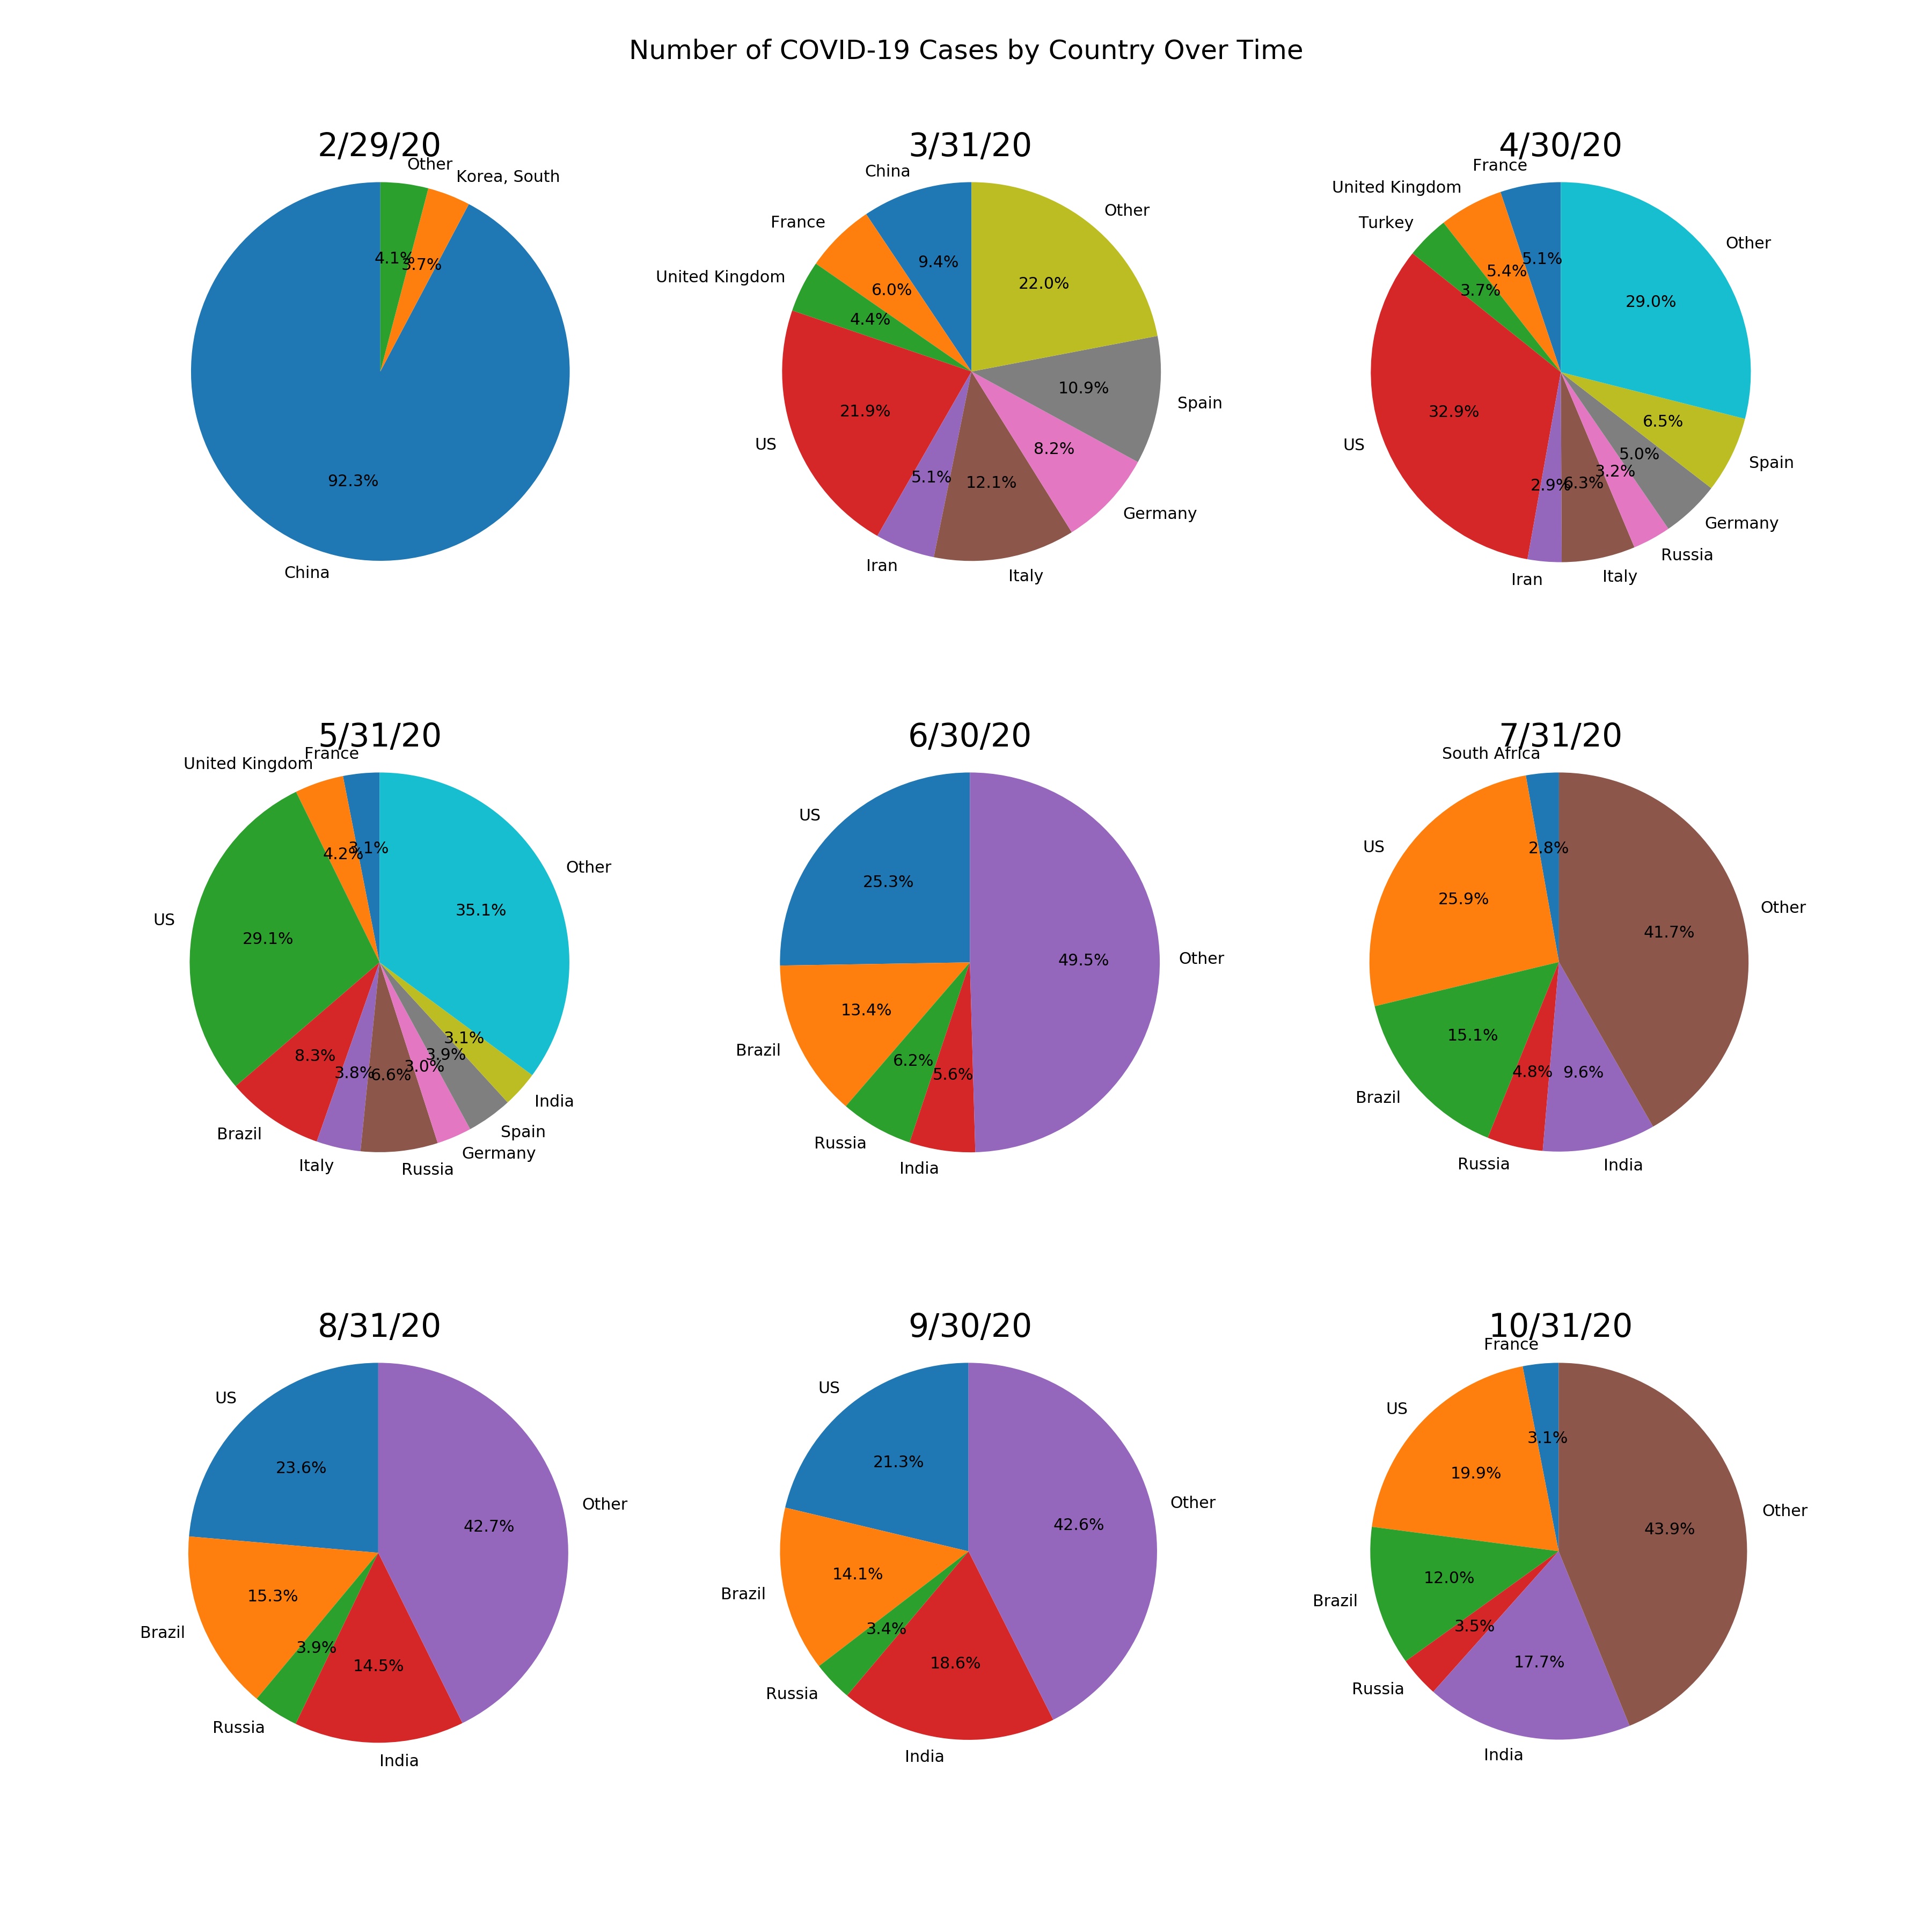 Number of COVID-19 Cases by Country Over Time
2/29/20
Other
Korea, South
4.1%
3.7%
92.3%
China
3/31/20
China
Other
France
United Kingdom
9.4%
22.0%
6.0%
4.4%
10.9%
Spain
21.9%
US
8.2%
5.1%
12.1%
Germany
Iran
Italy
4/30/20
France
United Kingdom
Turkey
Other
5.1%
5.4%
3.7%
29.0%
32.9%
6.5%
US
5.0%
Spain
3.2%
2.9%
6.3%
Germany
Russia
Iran
Italy
5/31/20
France
United Kingdom
3.1%
4.2%
Other
35.1%
US
29.1%
3.1%
8.3%
3.9%
3.0%
3.8%
6.6%
India
Brazil
Spain
Germany
Italy
Russia
6/30/20
US
25.3%
Other
49.5%
13.4%
Brazil
6.2%
5.6%
Russia
India
7/31/20
South Africa
US
2.8%
25.9%
Other
41.7%
15.1%
4.8%
9.6%
Brazil
Russia
India
8/31/20
US
23.6%
Other
42.7%
15.3%
Brazil
3.9%
14.5%
Russia
India
9/30/20
US
21.3%
Other
42.6%
14.1%
Brazil
3.4%
18.6%
Russia
India
10/31/20
France
US
3.1%
19.9%
Other
43.9%
12.0%
Brazil
3.5%
17.7%
Russia
India